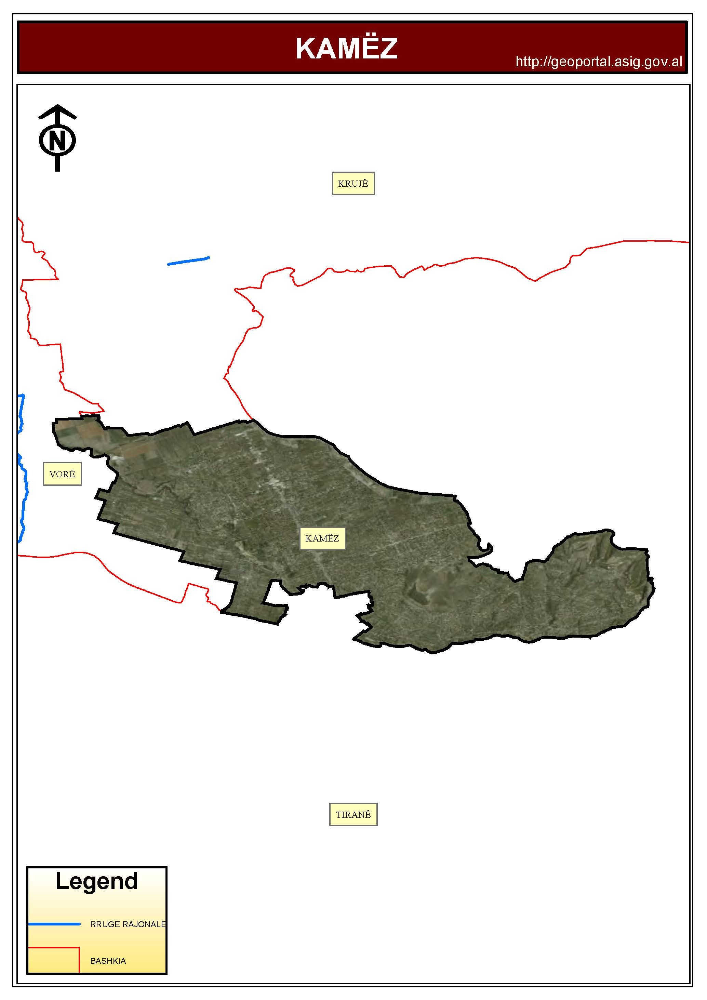 KAMËZ
http://geoportal.asig.gov.al
N
KRUJË
VORË
KAMËZ
TIRANË
Legend
RRUGE RAJONALE
BASHKIA